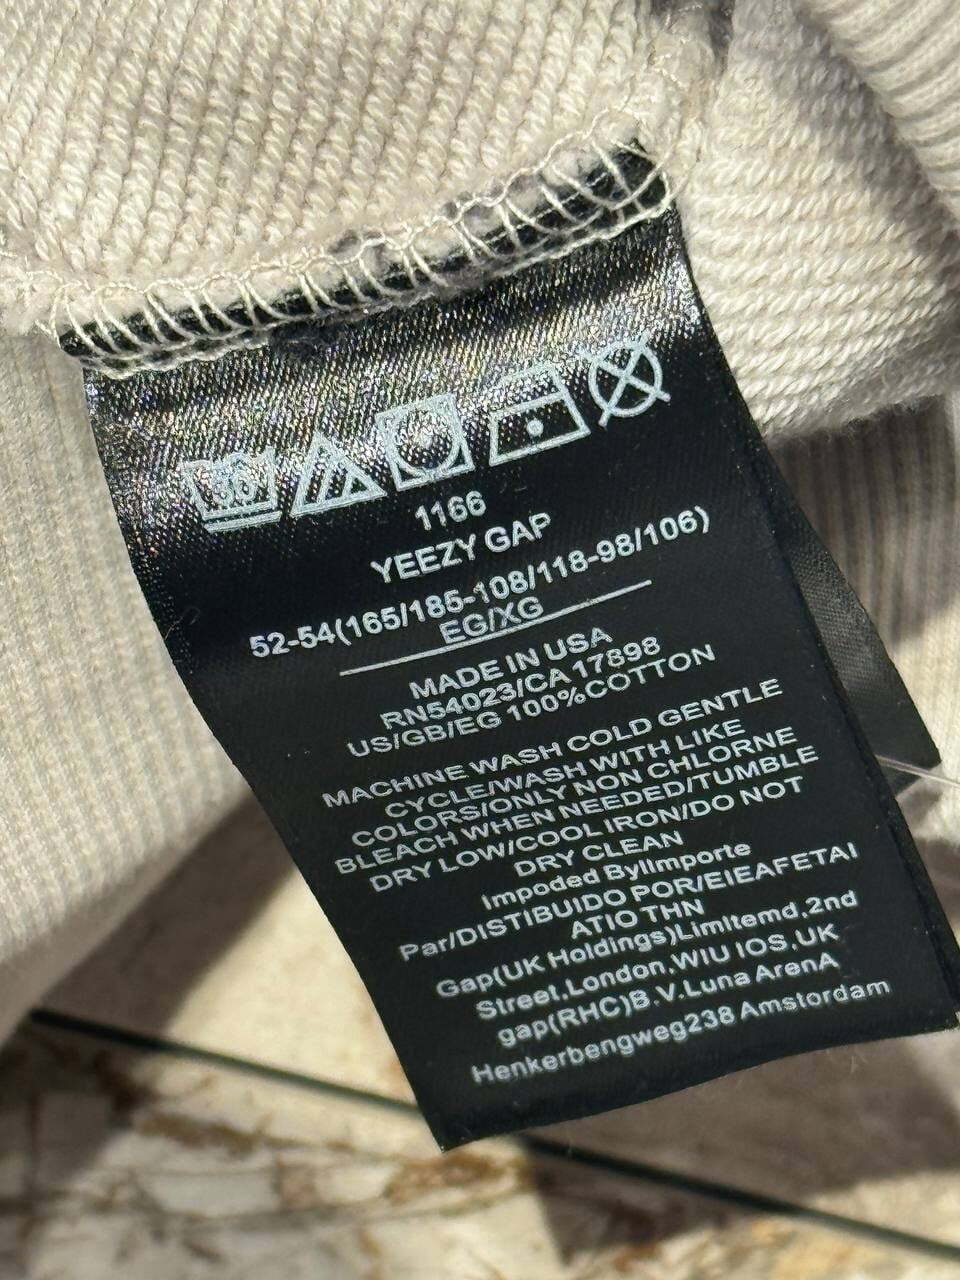 30
1166
YEEZY GAP
52-54(165/185-108/118-98/106)
EG/XG
MADE IN USA
RN54023/CA 17898
US/GB/EG 100%COTTON
MACHINE WASH COLD GENTLE
CYCLE/WASH WITH LIKE
COLORS/ONLY NON CHLORNE
BLEACH WHEN NEEDED/TUMBLE
DRY LOW/COOL IRON/DO NOT
DRY CLEAN
Impoded ByIImporte
Par/DISTIBUIDO POR/EIEAFETAI
ATIO THN
Gap(UK Holdings)Limltemd,2nd
Street.London,WIU IOS,UK
gap(RHC)B.V.Luna ArenA
Henkerbengweg238 Amstordam